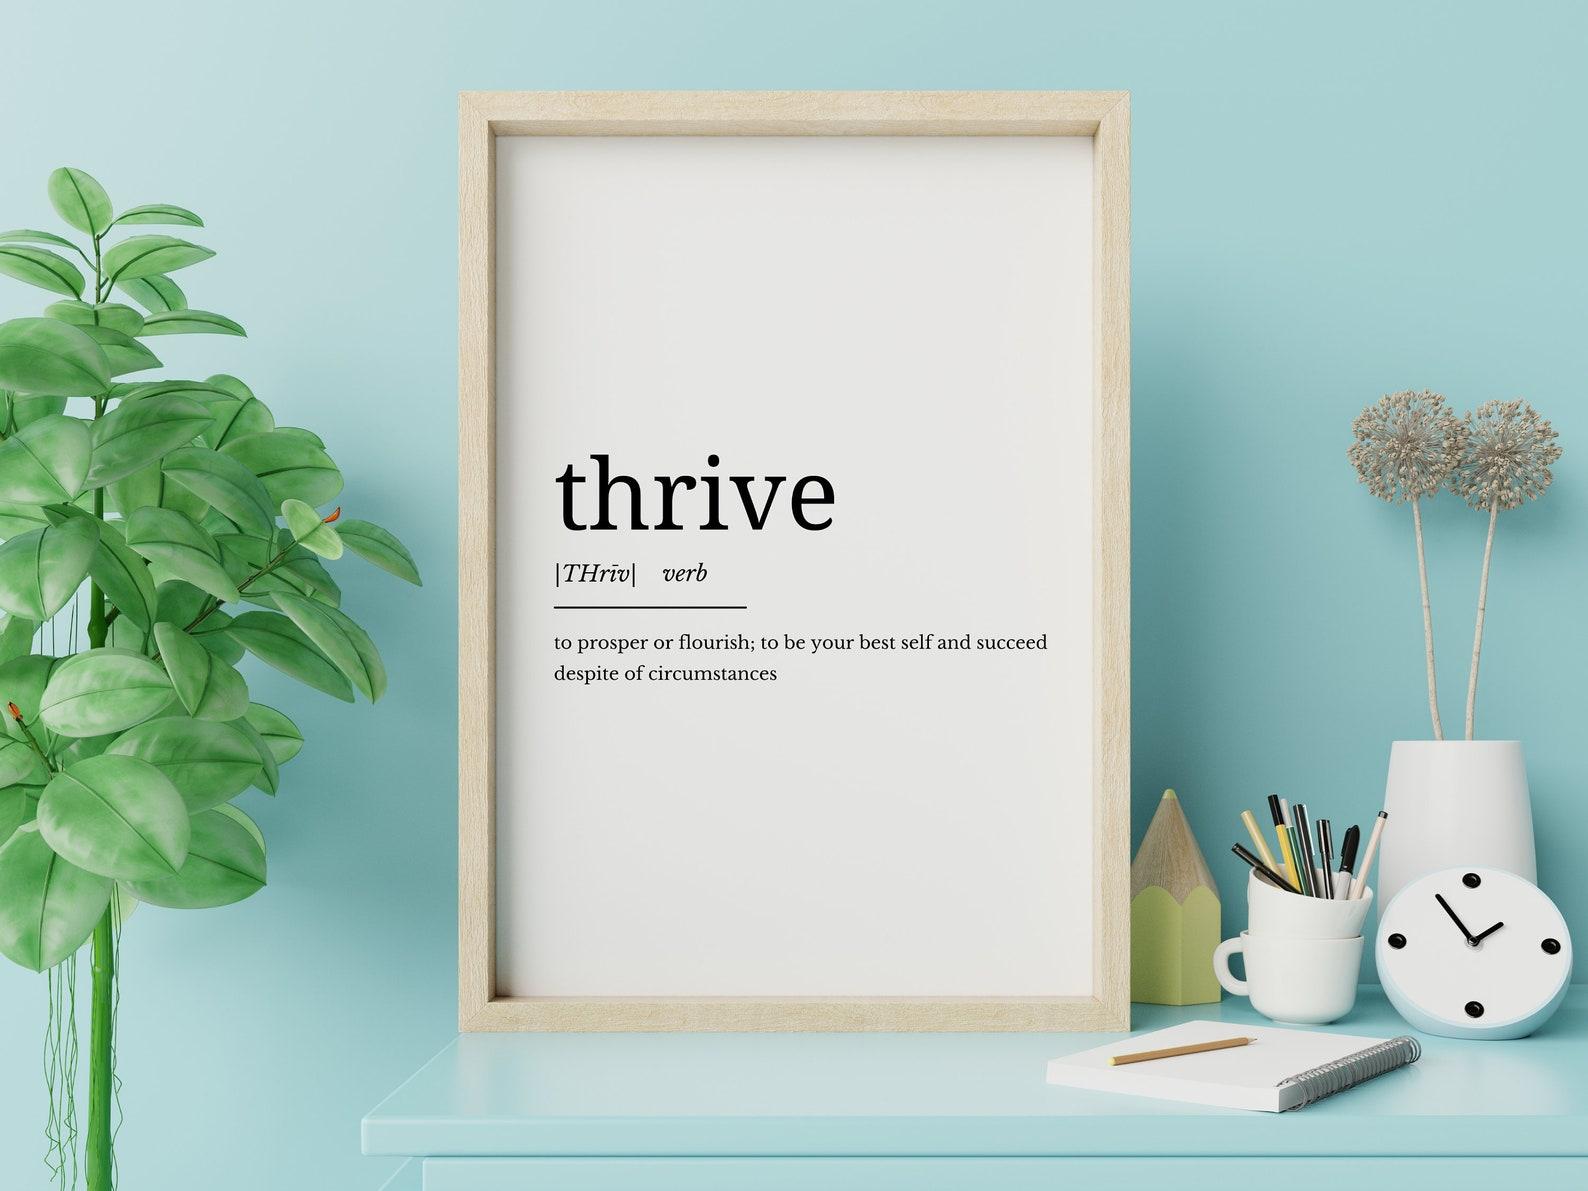 thrive
|THrīv| verb
to prosper or flourish; to be your best self and succeed
despite of circumstances